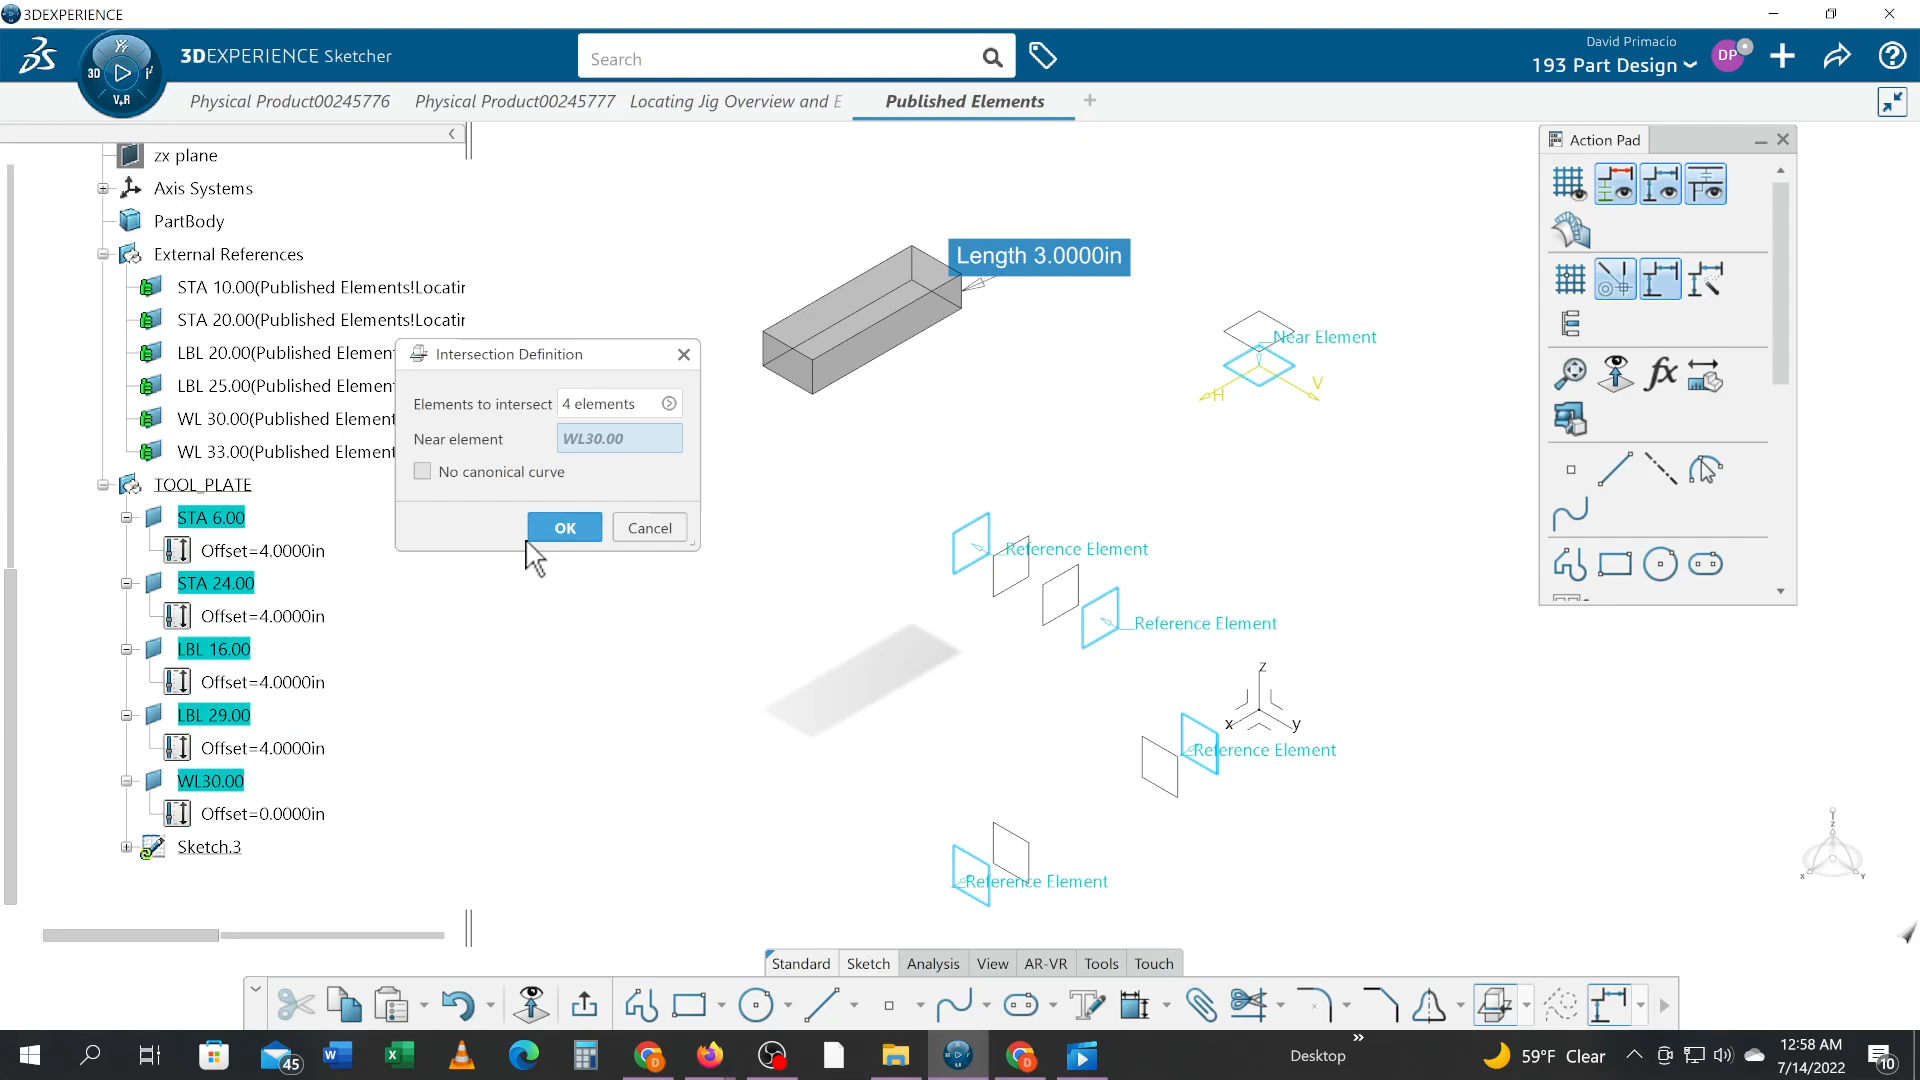 3DEXPERIENCE
3DEXPERIENCE Sketcher
Search
David Primacio
193 Part Design
DP
3D
V+R
Physical Product00245776
Physical Product00245777
Locating Jig Overview and E
Published Elements
zx plane
Axis Systems
PartBody
External References
STA 10.00(Published Elements!Locatir
STA 20.00(Published Elements!Locatir
LBL 20.00(Published Elemen
LBL 25.00(Published Element
WL 30.00(Published Element
WL 33.00(Published Element
TOOL_PLATE
STA 6.00
Offset=4.0000in
STA 24.00
Offset=4.0000in
LBL 16.00
Offset=4.0000in
LBL 29.00
Offset=4.0000in
WL30.00
Offset=0.0000in
Sketch.3
Intersection Definition
Elements to intersect 4 elements
Near element WL30.00
No canonical curve
OK Cancel
Length 3.0000in
Near Element
H V
Reference Element
Reference Element
z
x y
Reference Element
Reference Element
Action Pad
fx
Standard Sketch Analysis View AR-VR Tools Touch
45
Desktop
59°F Clear
12:58 AM
7/14/2022
10